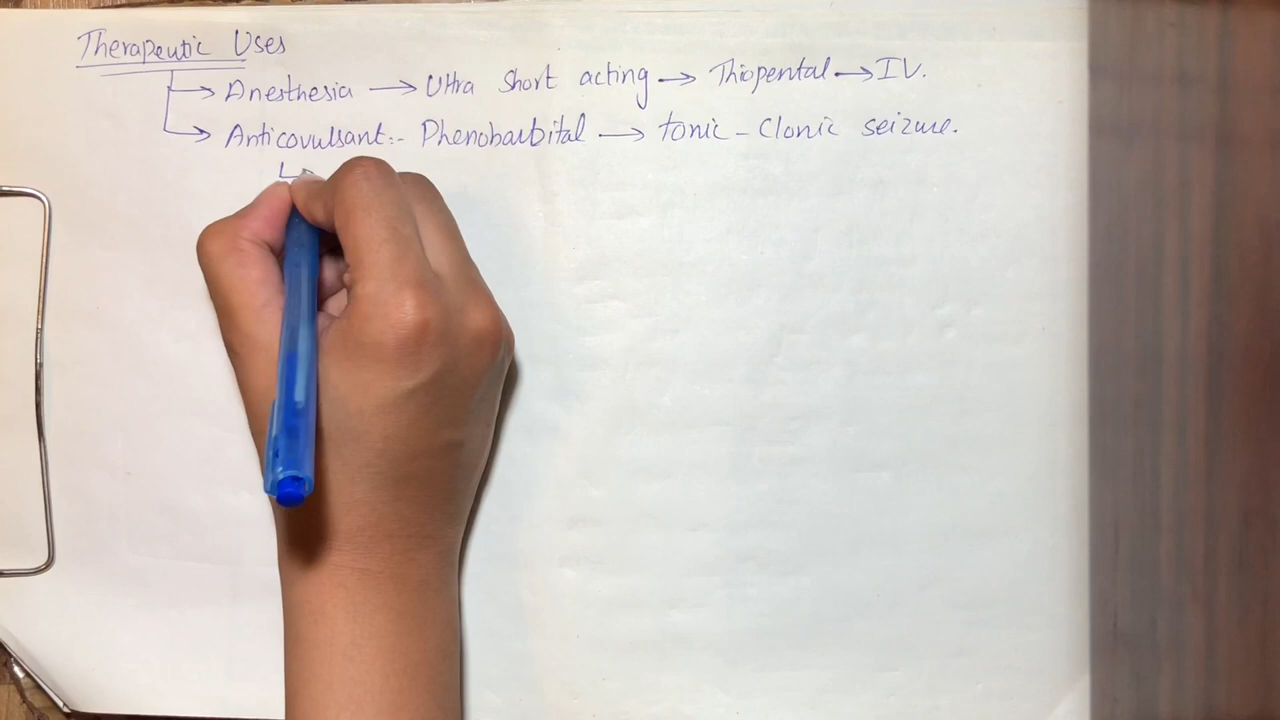 Therapeutic Uses
→ Anesthesia → Ultra Short acting → Thiopental → IV.
→ Anticovulsant:- Phenobarbital → tonic - Clonic seizure.